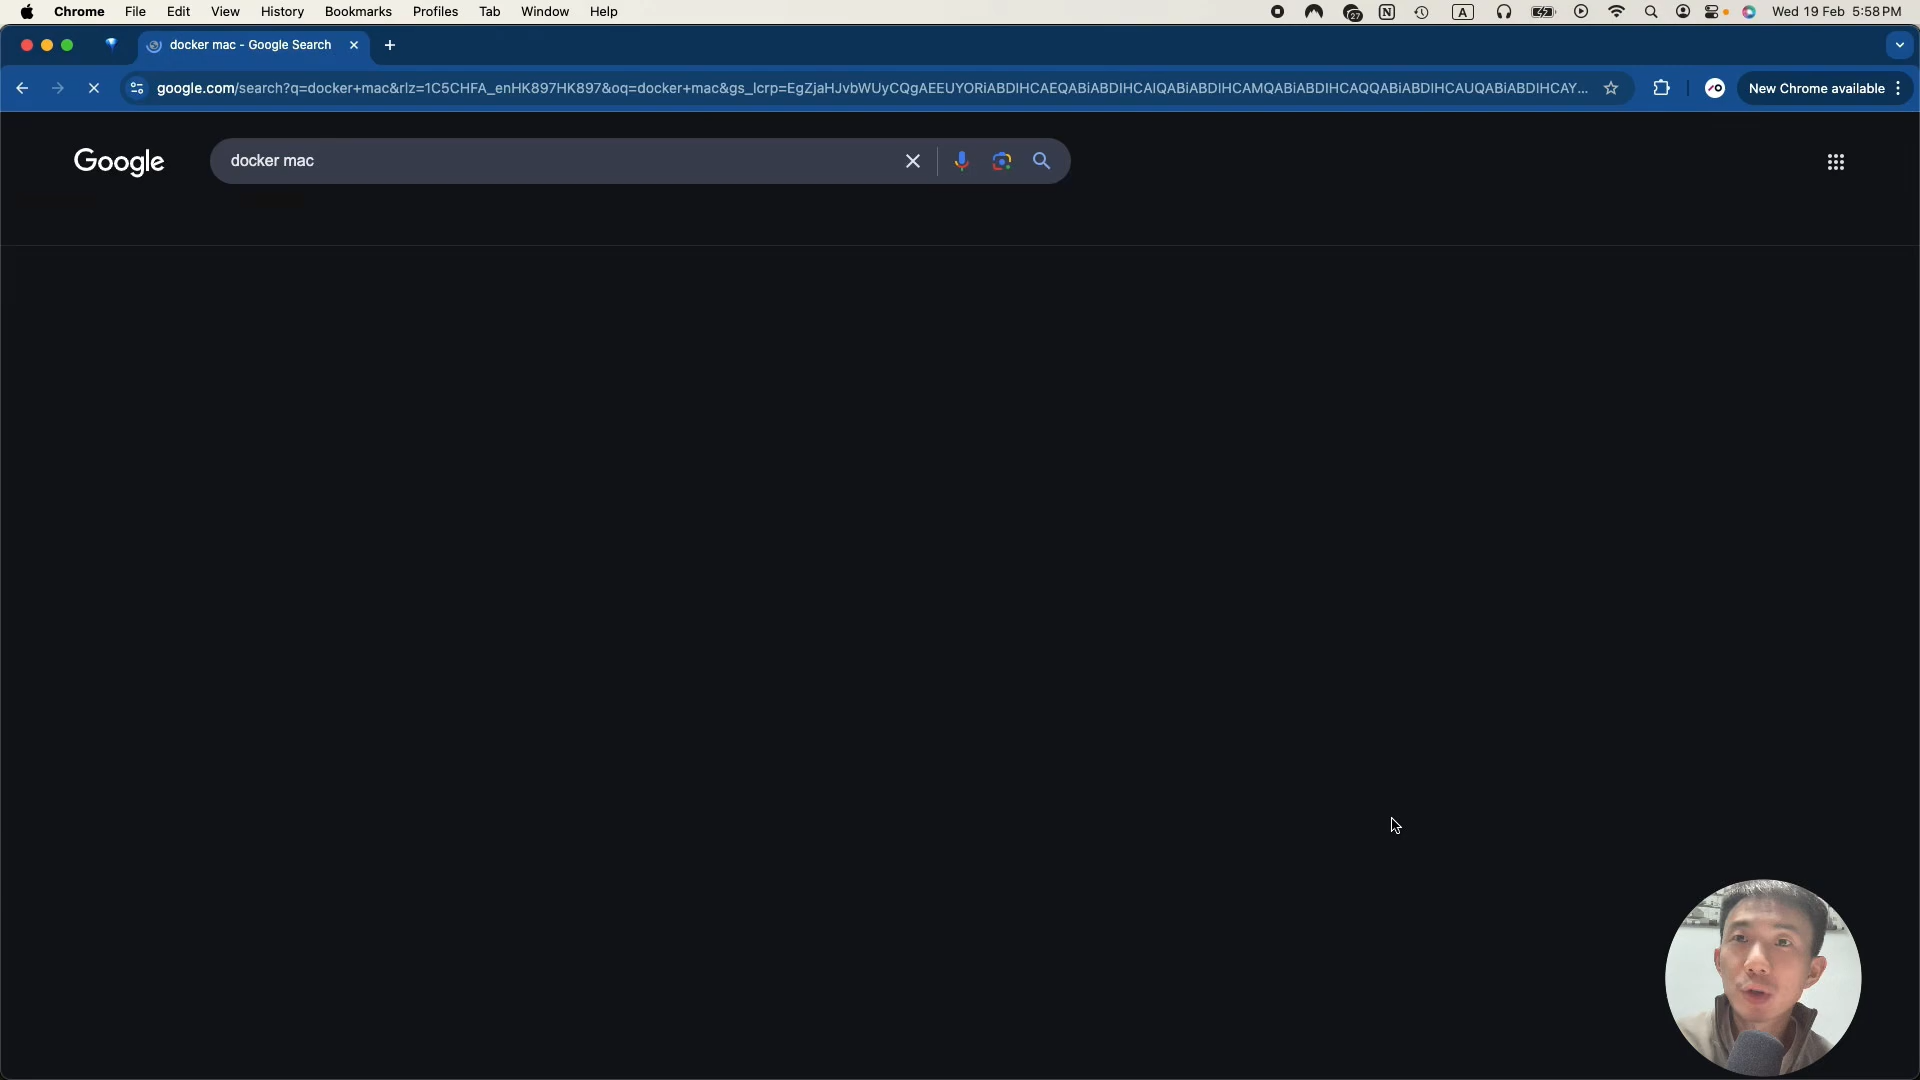 Chrome File Edit View History Bookmarks Profiles Tab Window Help 27 N A Wed 19 Feb 5:58 PM
docker mac - Google Search
google.com/search?q=docker+mac&rlz=1C5CHFA_enHK897HK897&oq=docker+mac&gs_lcrp=EgZjaHJvbWUyCQgAEEUYORiABDIHCAEQABiABDIHCAIQABiABDIHCAMQABiABDIHCAQQABiABDIHCAUQABiABDIHCAY... New Chrome available
Google docker mac